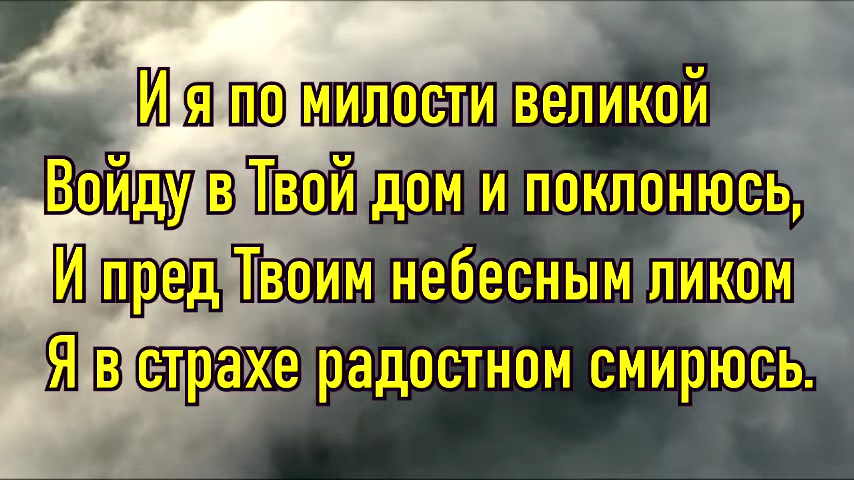 И я по милости великой
Войду в Твой дом и поклонюсь,
И пред Твоим небесным ликом
Я в страхе радостном смирюсь.